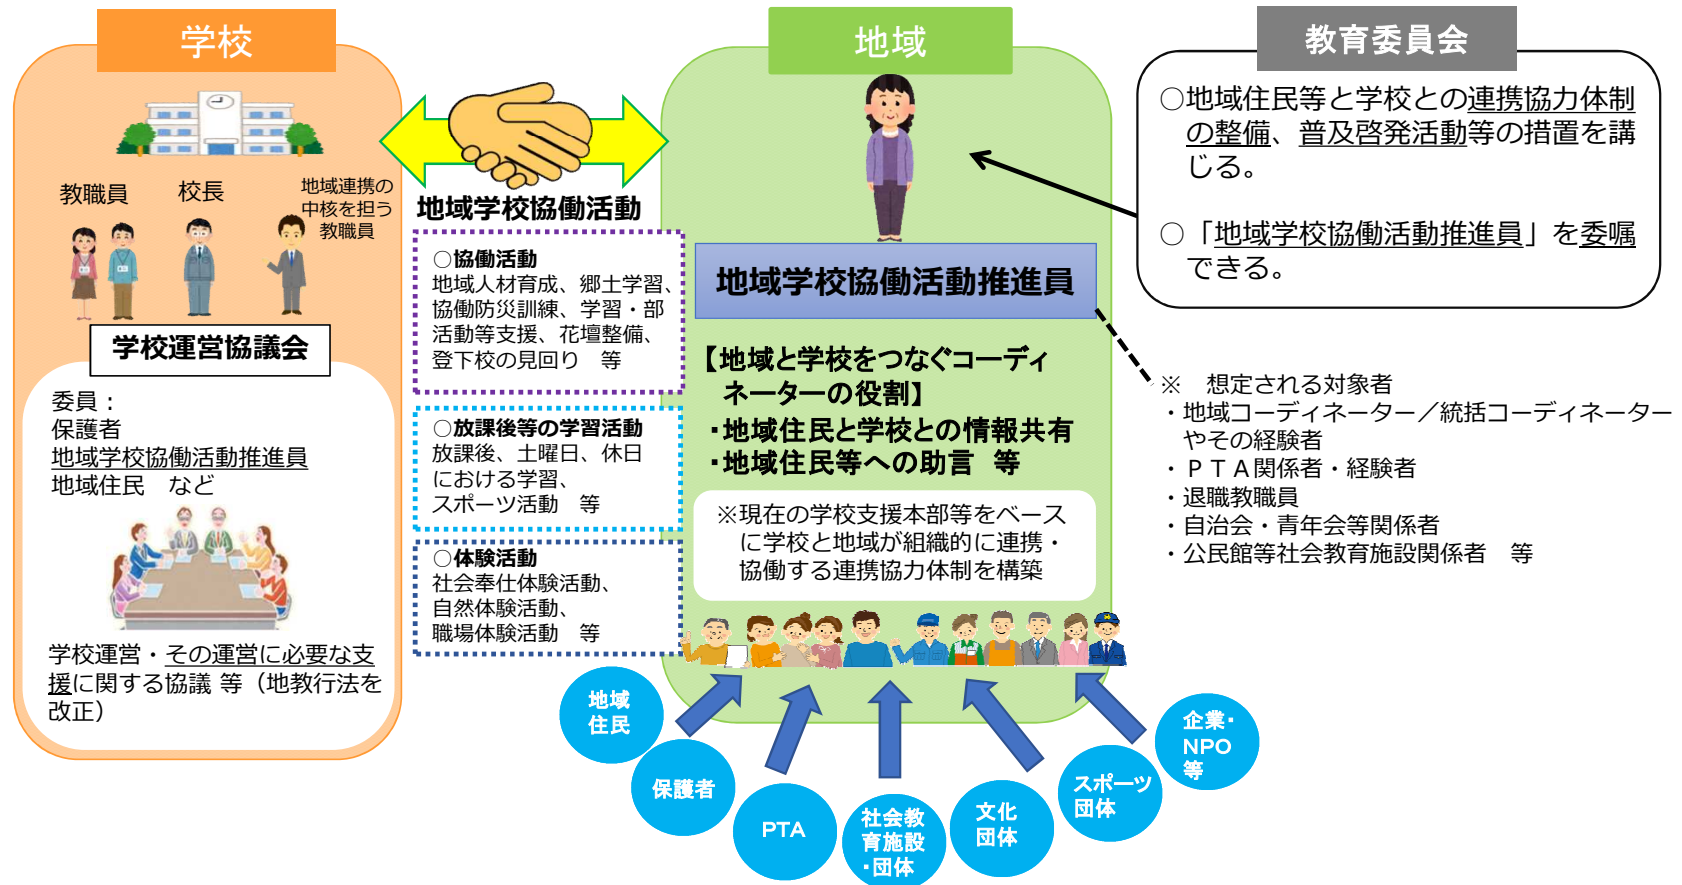 学校
教職員
校長
地域連携の
中核を担う
教職員
学校運営協議会
委員：
保護者
地域学校協働活動推進員
地域住民　など
学校運営・その運営に必要な支
援に関する協議 等（地教行法を
改正）
地域学校協働活動
○協働活動
地域人材育成、郷土学習、
協働防災訓練、学習・部
活動等支援、花壇整備、
登下校の見回り　等
○放課後等の学習活動
放課後、土曜日、休日
における学習、
スポーツ活動　等
○体験活動
社会奉仕体験活動、
自然体験活動、
職場体験活動　等
地域
地域学校協働活動推進員
【地域と学校をつなぐコーディ
ネーターの役割】
・地域住民と学校との情報共有
・地域住民等への助言　等
※現在の学校支援本部等をベース
に学校と地域が組織的に連携・
協働する連携協力体制を構築
地域
住民
保護者
PTA
社会教
育施設
・団体
文化
団体
スポーツ
団体
企業・
NPO
等
教育委員会
○地域住民等と学校との連携協力体制
の整備、普及啓発活動等の措置を講
じる。
○「地域学校協働活動推進員」を委嘱
できる。
※　想定される対象者
・地域コーディネーター／統括コーディネーター
やその経験者
・ＰＴＡ関係者・経験者
・退職教職員
・自治会・青年会等関係者
・公民館等社会教育施設関係者　等